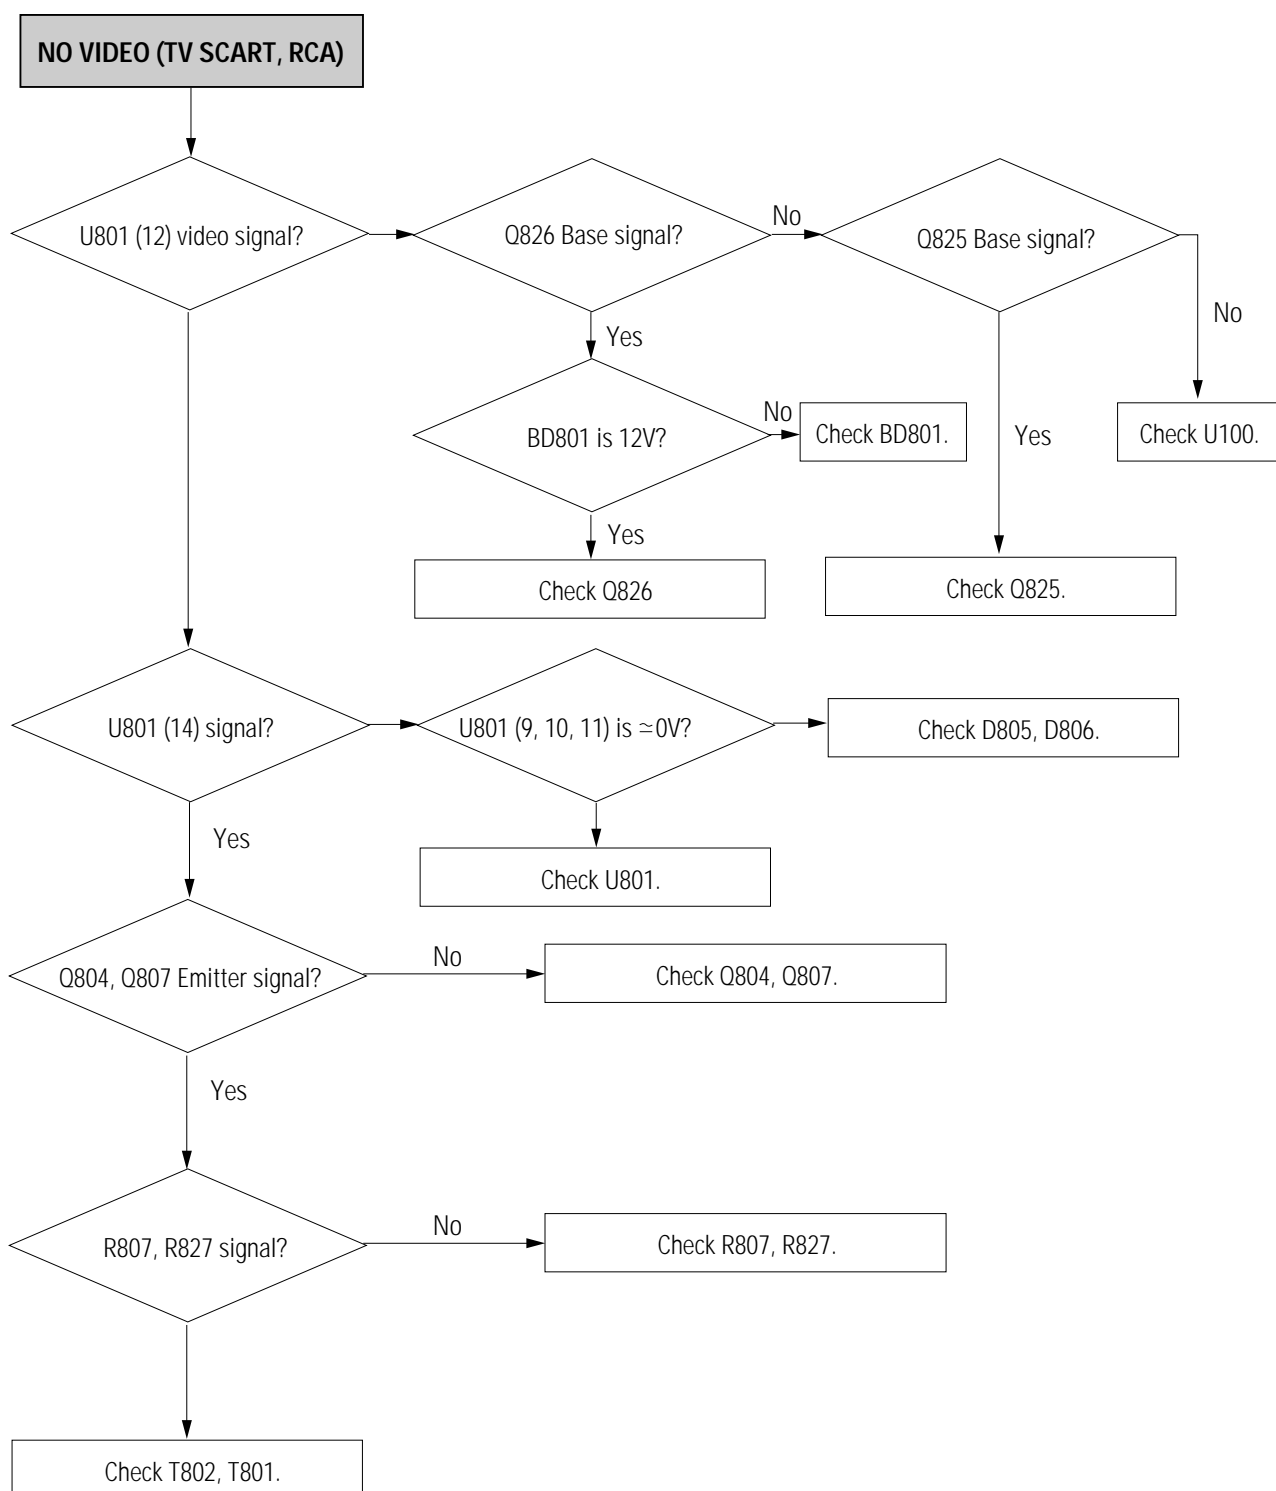 NO VIDEO (TV SCART, RCA)
U801 (12) video signal?
Q826 Base signal?
No
Q825 Base signal?
No
Yes
BD801 is 12V?
No
Check BD801.
Yes
Check U100.
Yes
Check Q826
Check Q825.
U801 (14) signal?
U801 (9, 10, 11) is ≃0V?
Check D805, D806.
Yes
Check U801.
Q804, Q807 Emitter signal?
No
Check Q804, Q807.
Yes
R807, R827 signal?
No
Check R807, R827.
Check T802, T801.